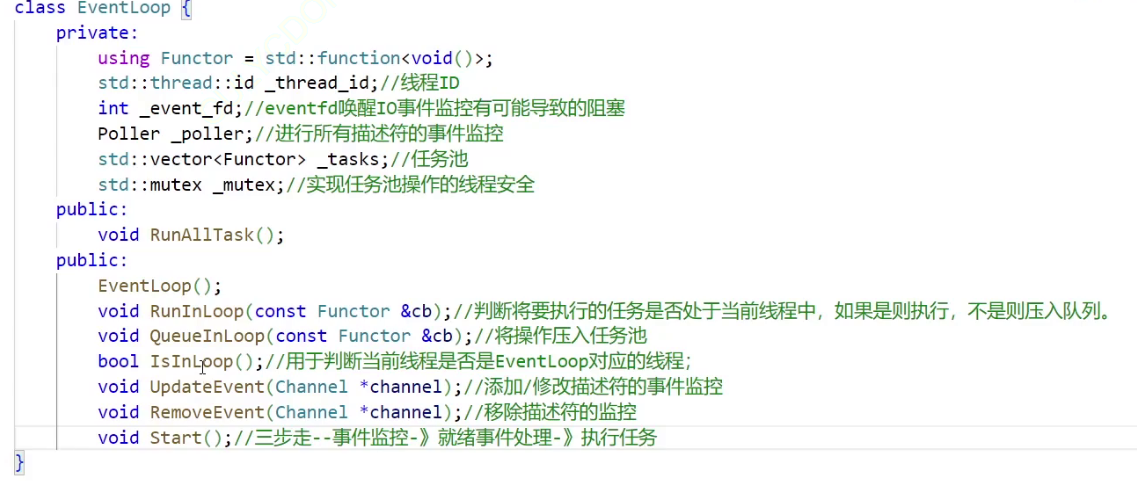 class EventLoop {
private:
using Functor = std::function<void()>;
std::thread::id _thread_id;//线程ID
int _event_fd;//eventfd唤醒IO事件监控有可能导致的阻塞
Poller _poller;//进行所有描述符的事件监控
std::vector<Functor> _tasks;//任务池
std::mutex _mutex;//实现任务池操作的线程安全
public:
void RunAllTask();
public:
EventLoop();
void RunInLoop(const Functor &cb);//判断将要执行的任务是否处于当前线程中，如果是则执行，不是则压入队列。
void QueueInLoop(const Functor &cb);//将操作压入任务池
bool IsInLoop();//用于判断当前线程是否是EventLoop对应的线程；
void UpdateEvent(Channel *channel);//添加/修改描述符的事件监控
void RemoveEvent(Channel *channel);//移除描述符的监控
void Start();//三步走--事件监控-》就绪事件处理-》执行任务
}